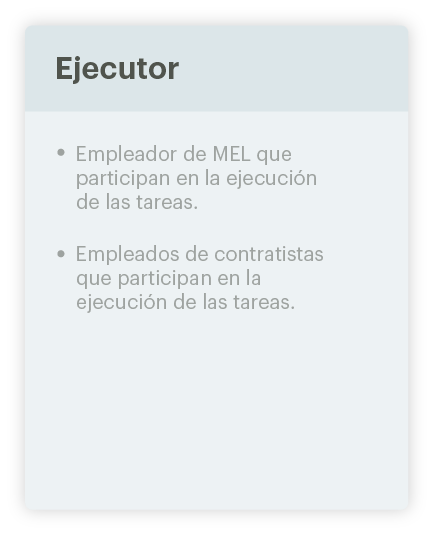 Ejecutor
• Empleador de MEL que
participan en la ejecución
de las tareas.
• Empleados de contratistas
que participan en la
ejecución de las tareas.